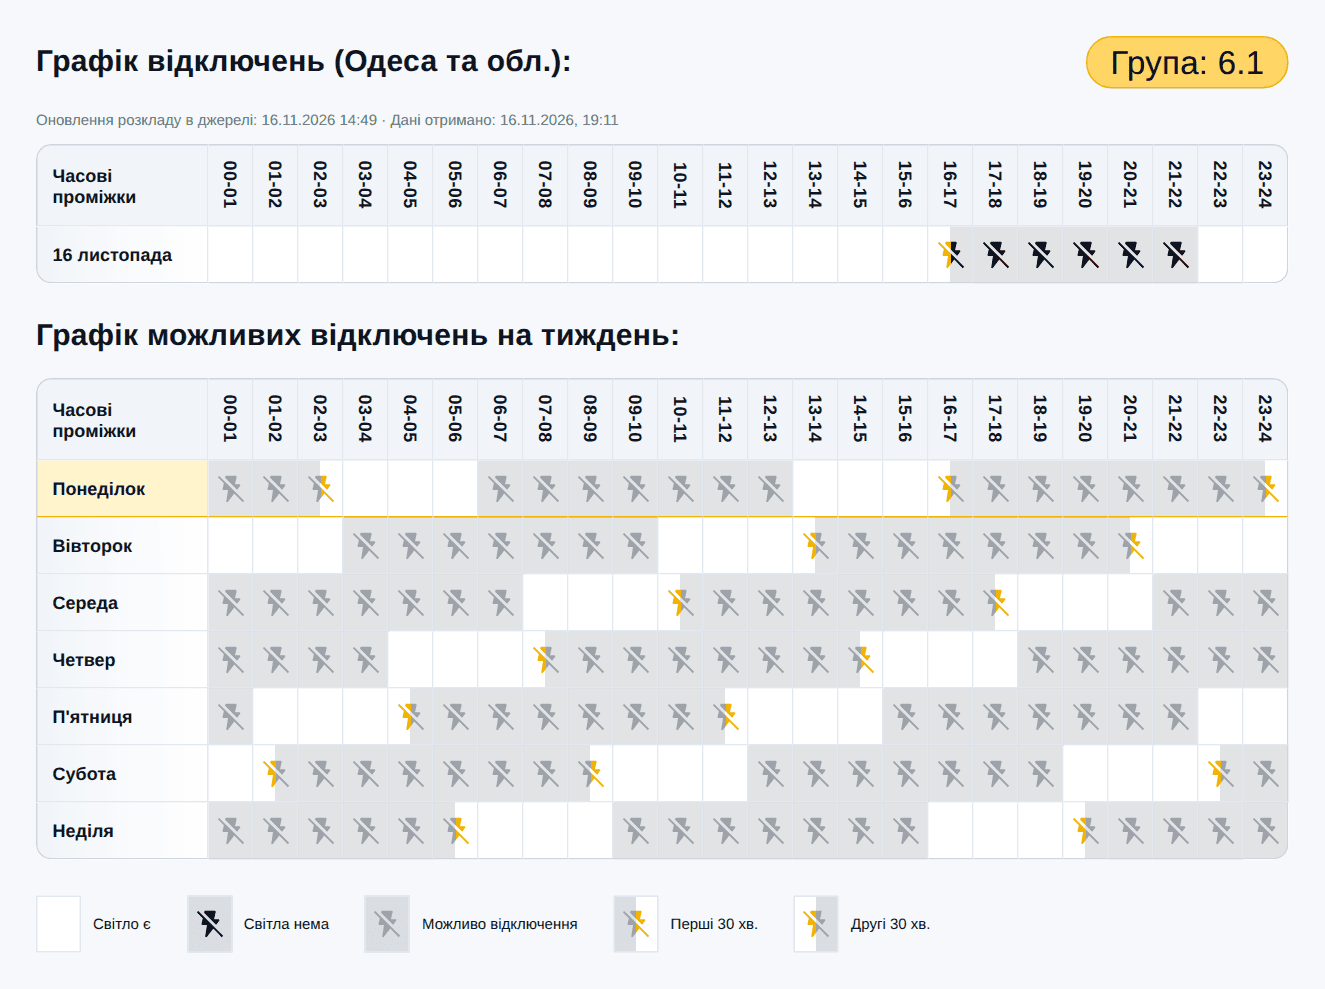 Графік відключень (Одеса та обл.):
Група: 6.1
Оновлення розкладу в джерелі: 16.11.2026 14:49 · Дані отримано: 16.11.2026, 19:11
Часові проміжки 00-01 01-02 02-03 03-04 04-05 05-06 06-07 07-08 08-09 09-10 10-11 11-12 12-13 13-14 14-15 15-16 16-17 17-18 18-19 19-20 20-21 21-22 22-23 23-24
16 листопада
Графік можливих відключень на тиждень:
Часові проміжки 00-01 01-02 02-03 03-04 04-05 05-06 06-07 07-08 08-09 09-10 10-11 11-12 12-13 13-14 14-15 15-16 16-17 17-18 18-19 19-20 20-21 21-22 22-23 23-24
Понеділок
Вівторок
Середа
Четвер
П'ятниця
Субота
Неділя
Світло є Світла нема Можливо відключення Перші 30 хв. Другі 30 хв.